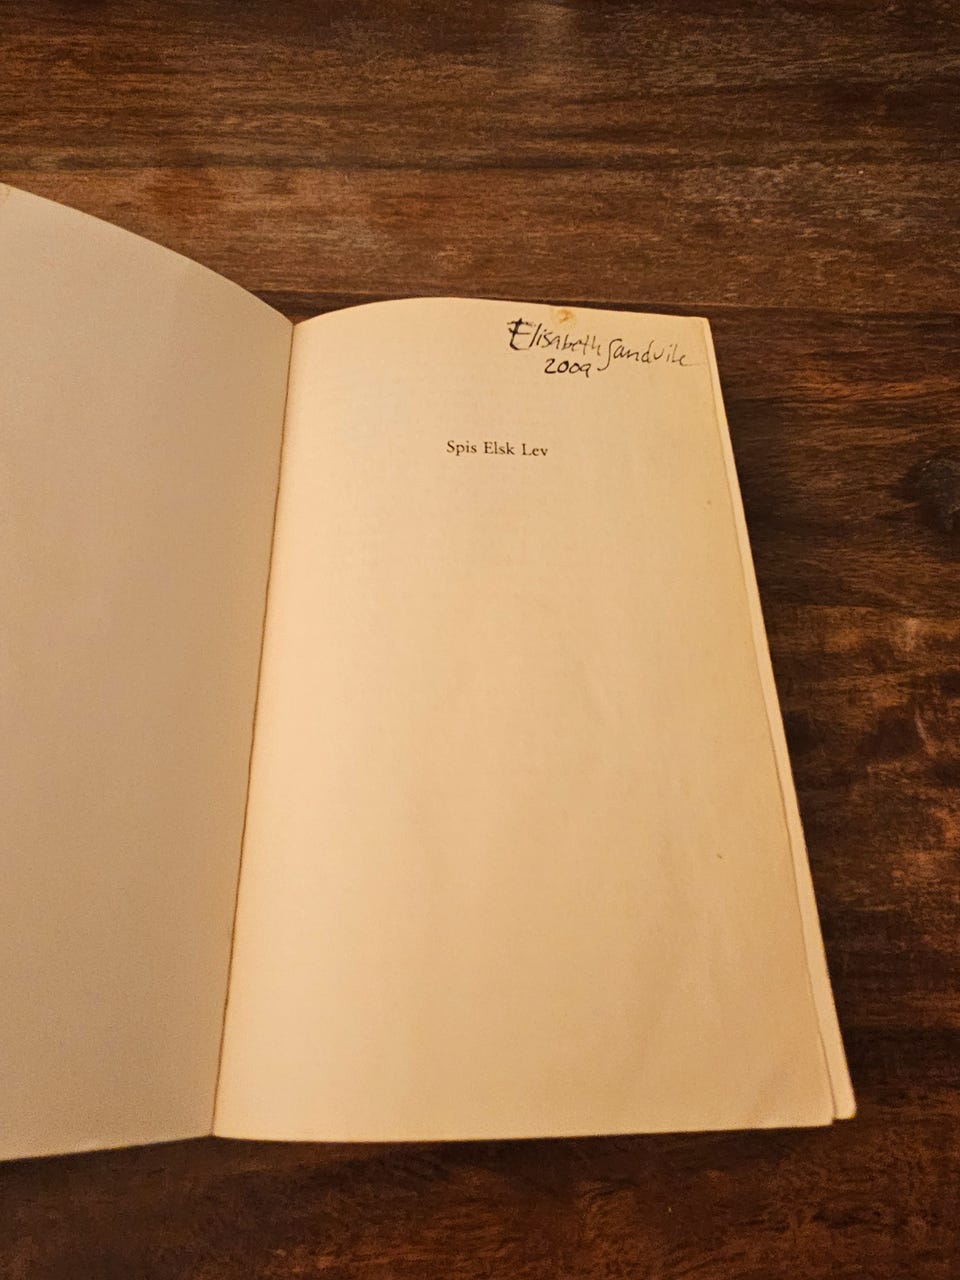 Elisabeth Sandvik
2009
Spis Elsk Lev